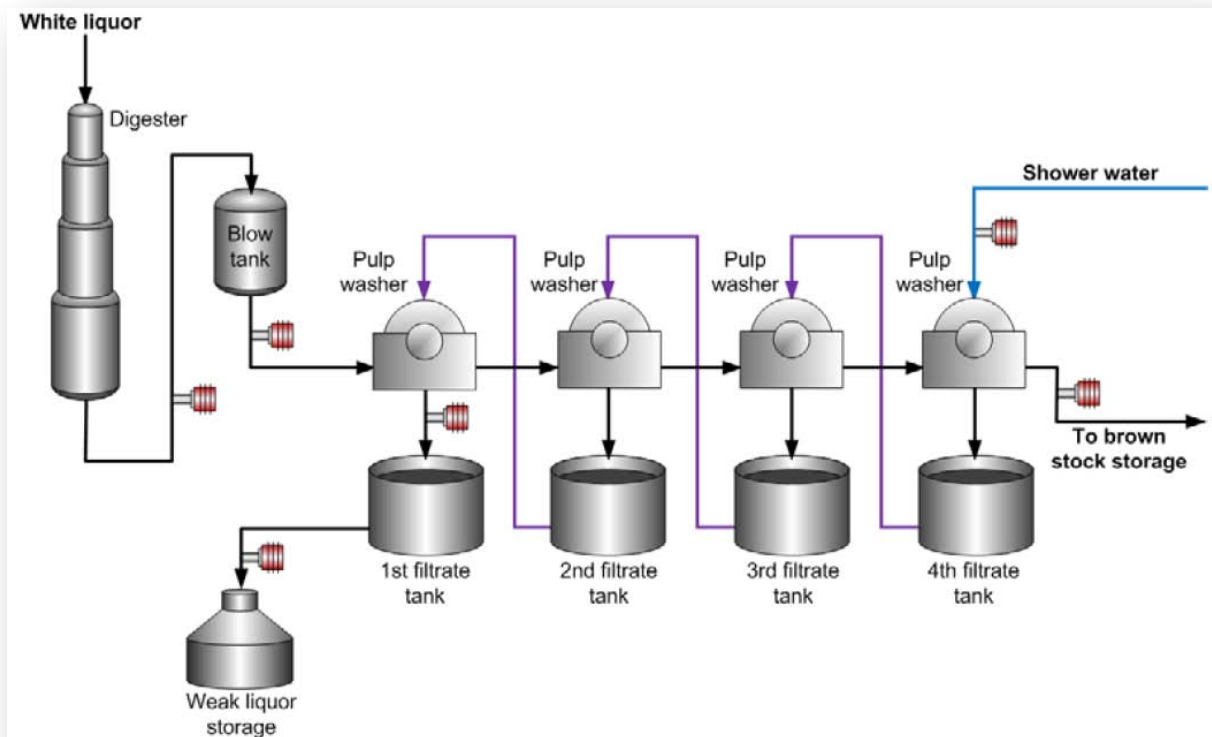 White liquor
Digester
Blow
tank
Shower water
Pulp
washer
Pulp
washer
Pulp
washer
Pulp
washer
To brown
stock storage
1st filtrate
tank
2nd filtrate
tank
3rd filtrate
tank
4th filtrate
tank
Weak liquor
storage